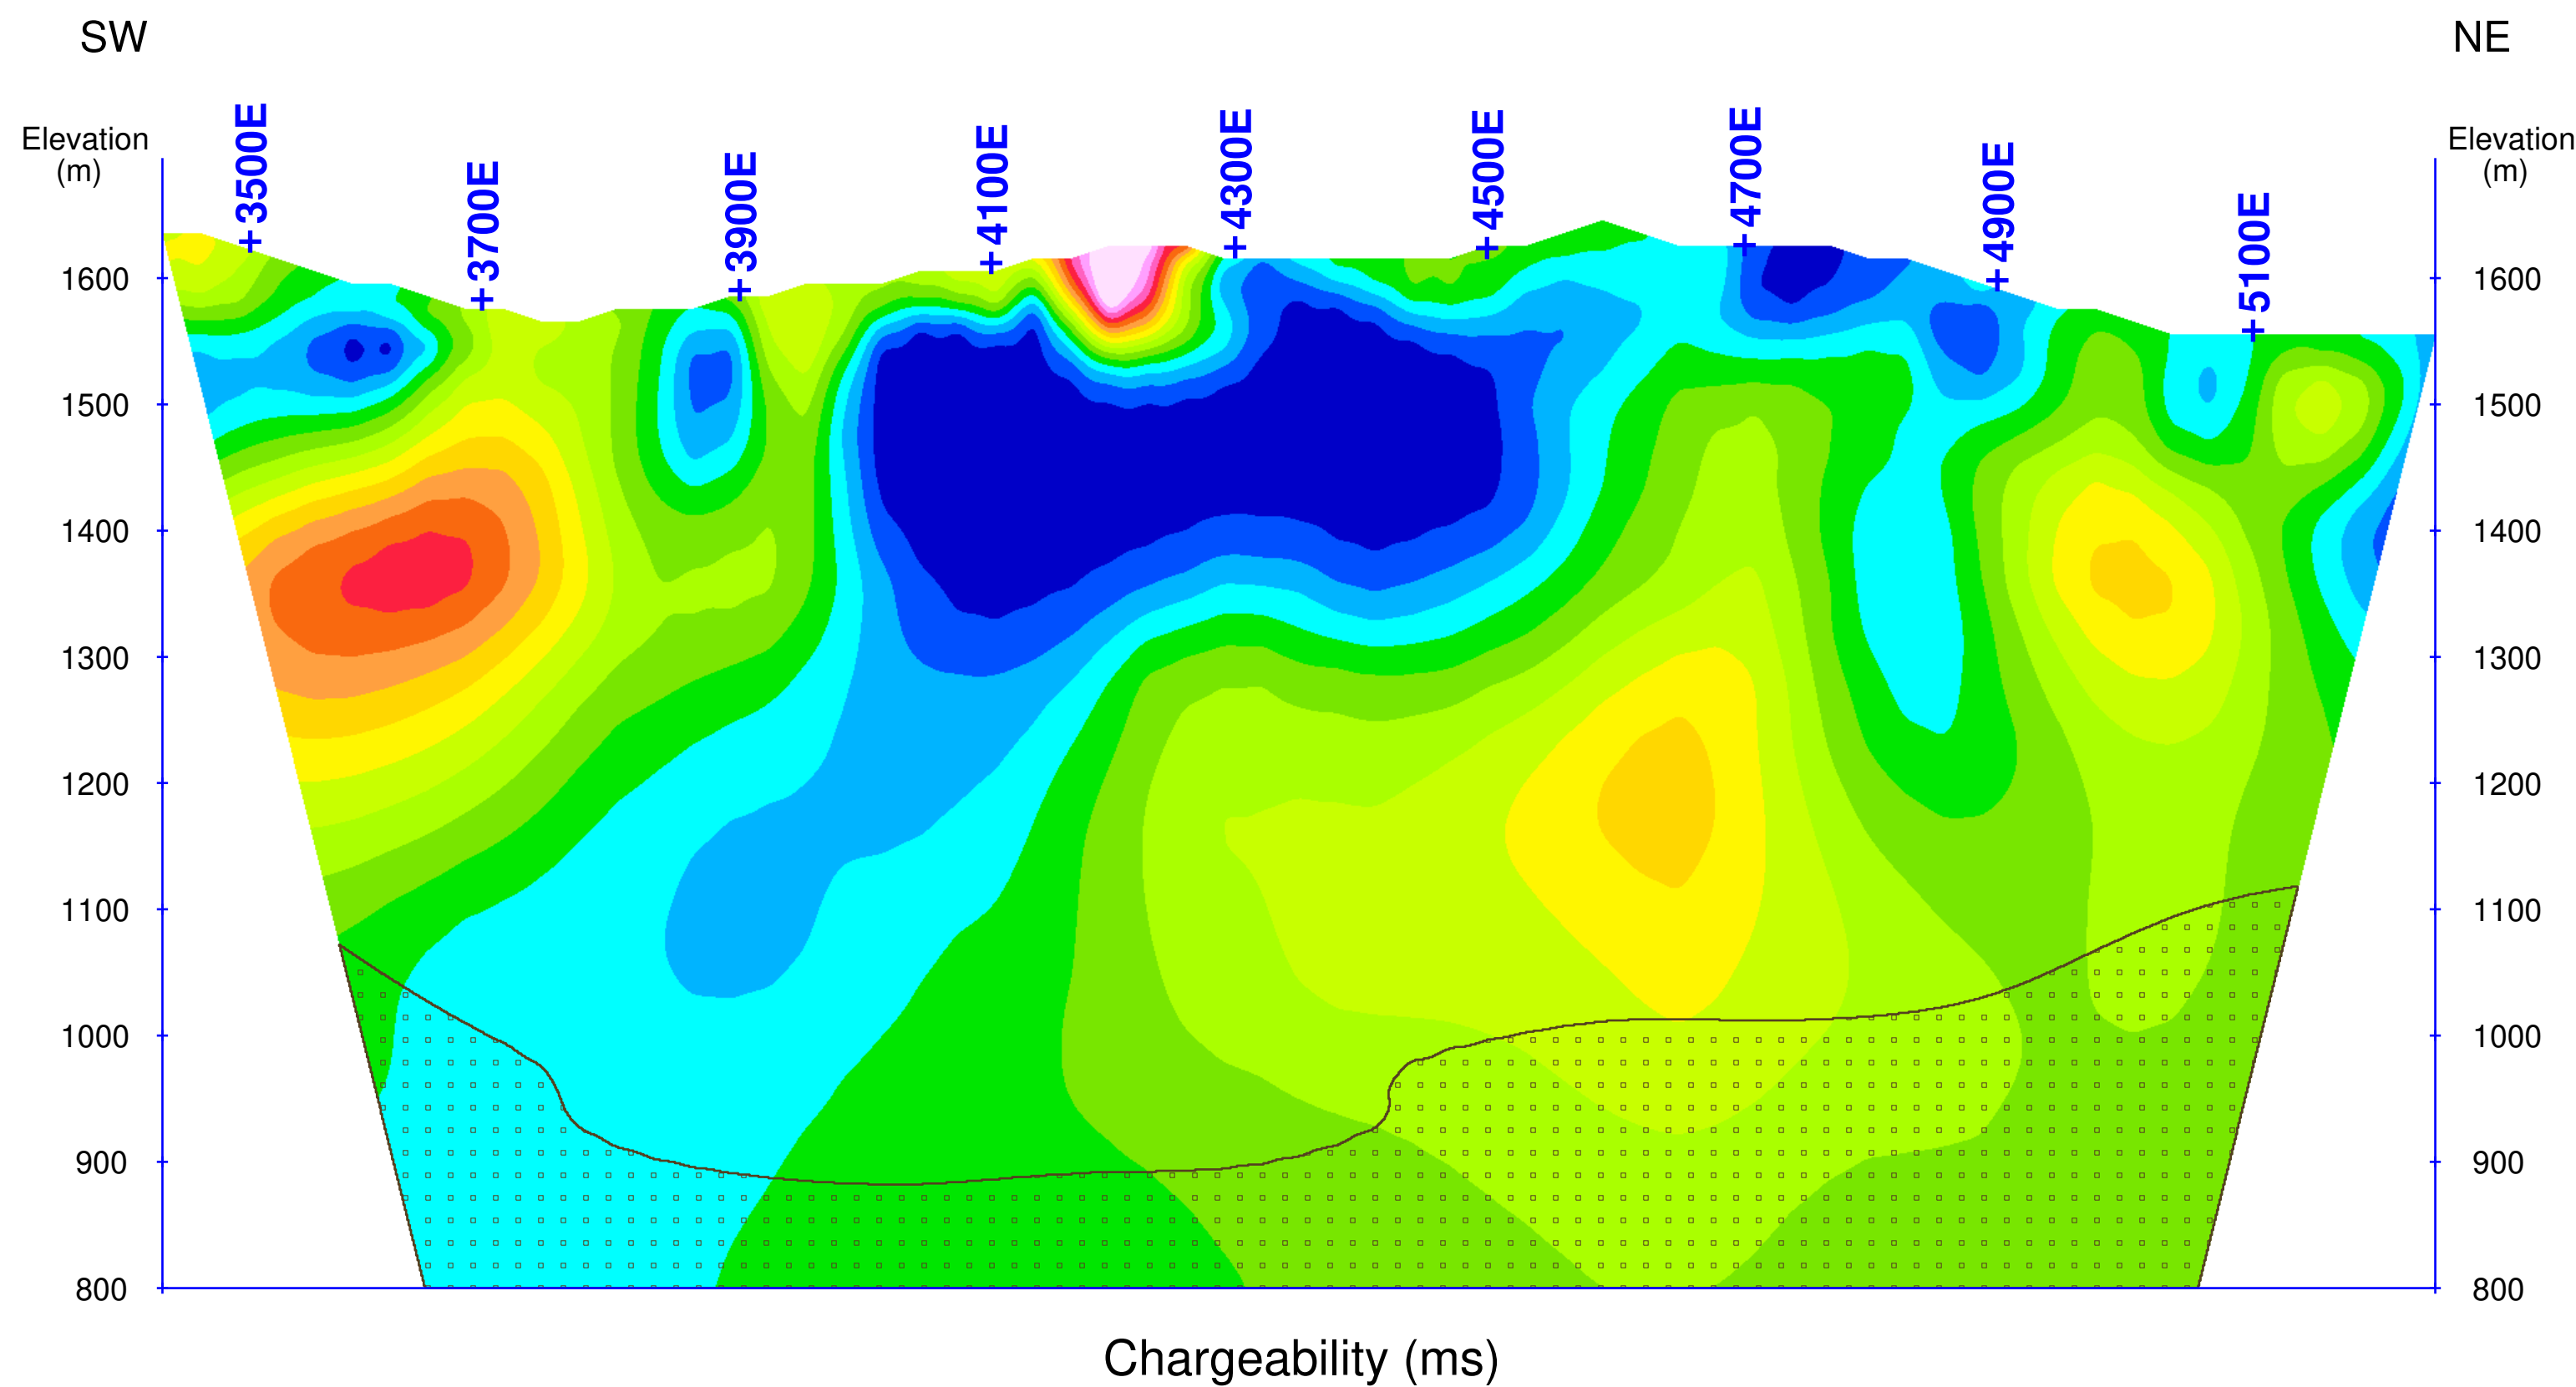 SW
NE
Elevation
(m)
Elevation
(m)
+3500E
+3700E
+3900E
+4100E
+4300E
+4500E
+4700E
+4900E
+5100E
1600
1600
1500
1500
1400
1400
1300
1300
1200
1200
1100
1100
1000
1000
900
900
800
800
Chargeability (ms)